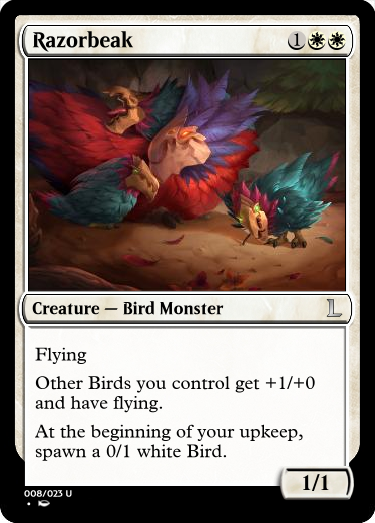 Razorbeak 1
Creature — Bird Monster L
Flying
Other Birds you control get +1/+0
and have flying.
At the beginning of your upkeep,
spawn a 0/1 white Bird.
1/1
008/023 U